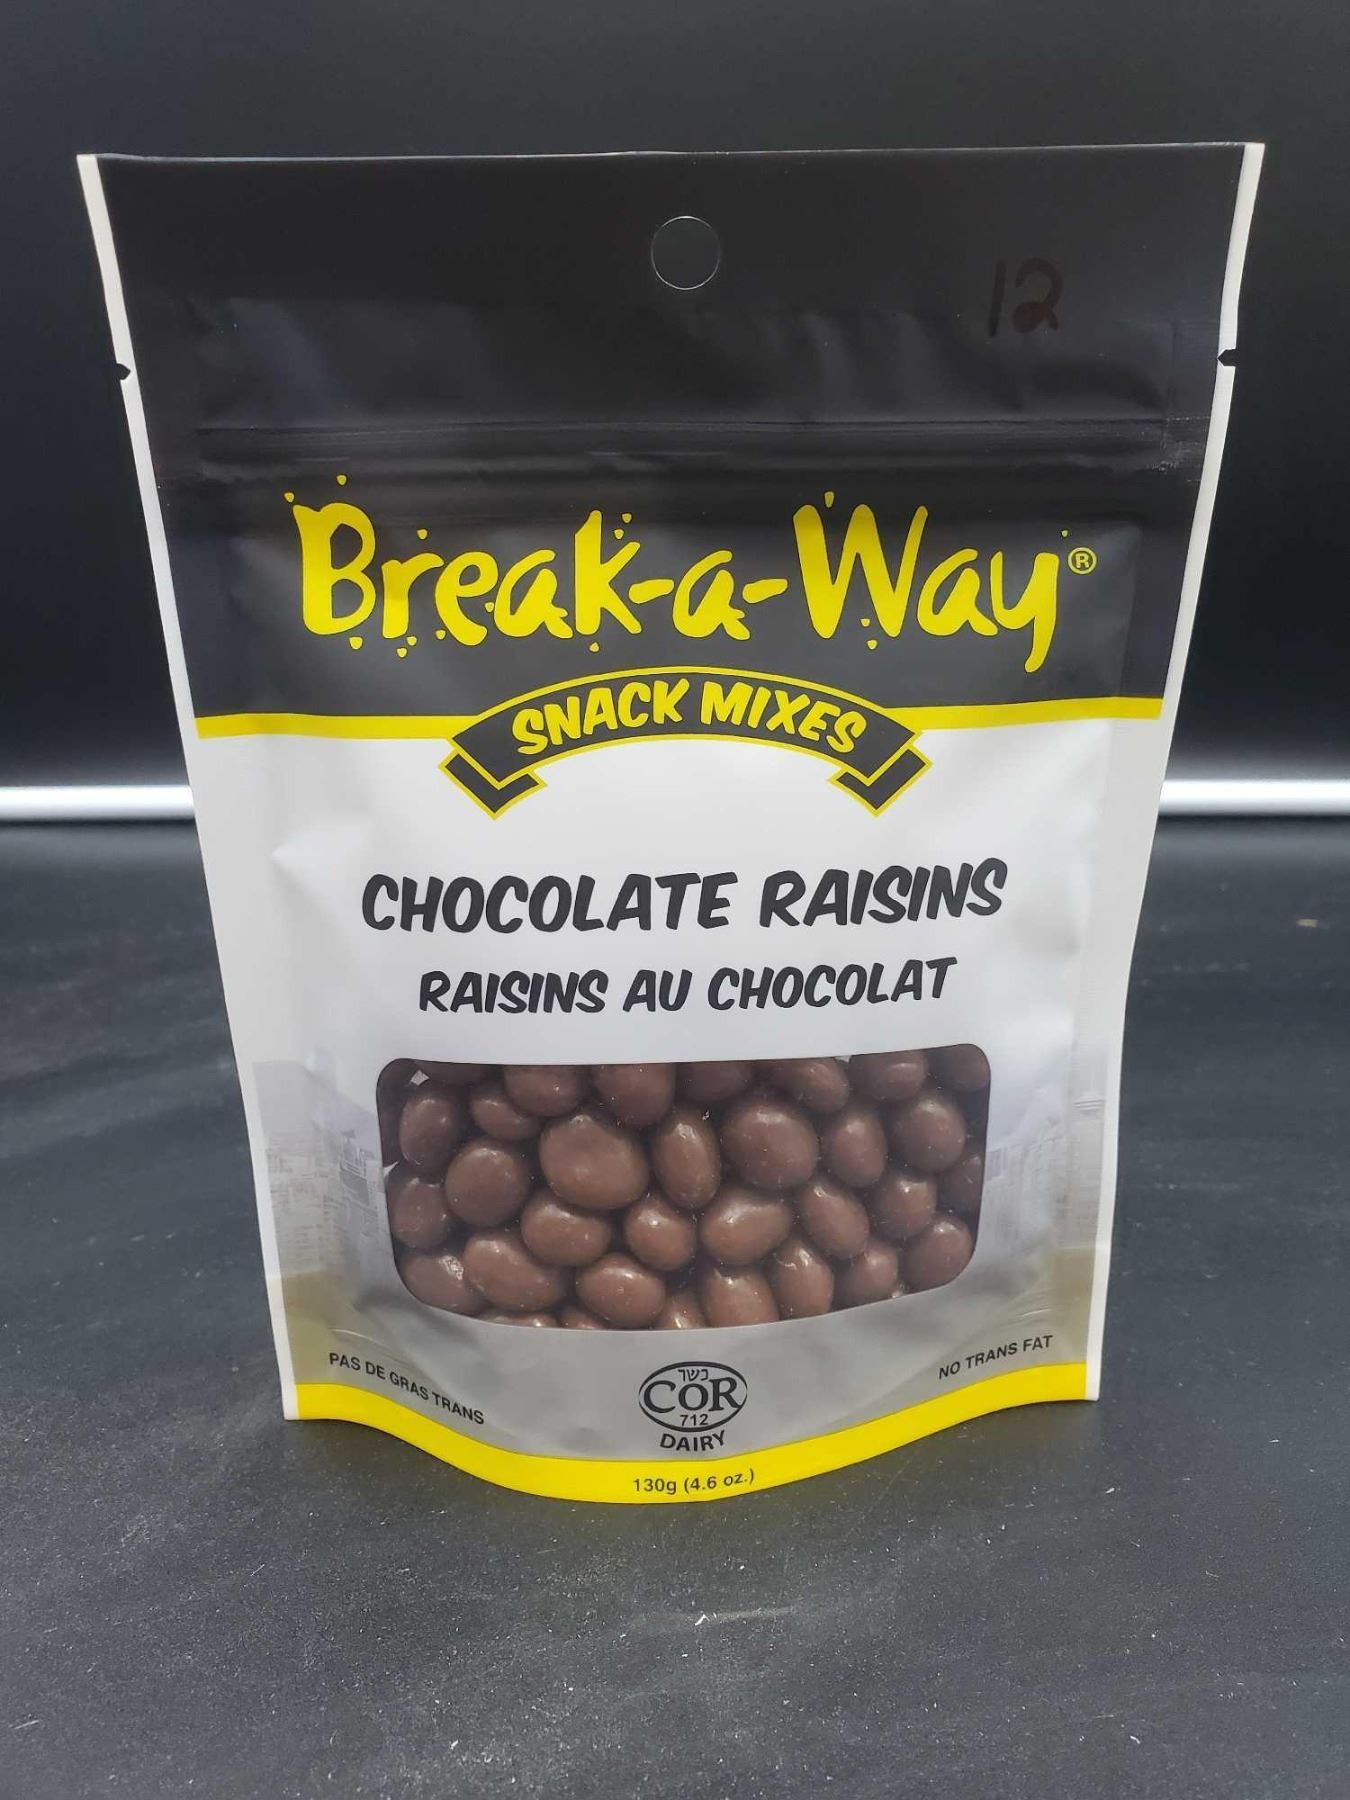 12
Break-a-Way®
SNACK MIXES
CHOCOLATE RAISINS
RAISINS AU CHOCOLAT
PAS DE GRAS TRANS
כשר
COR
712
DAIRY
NO TRANS FAT
130g (4.6 oz.)